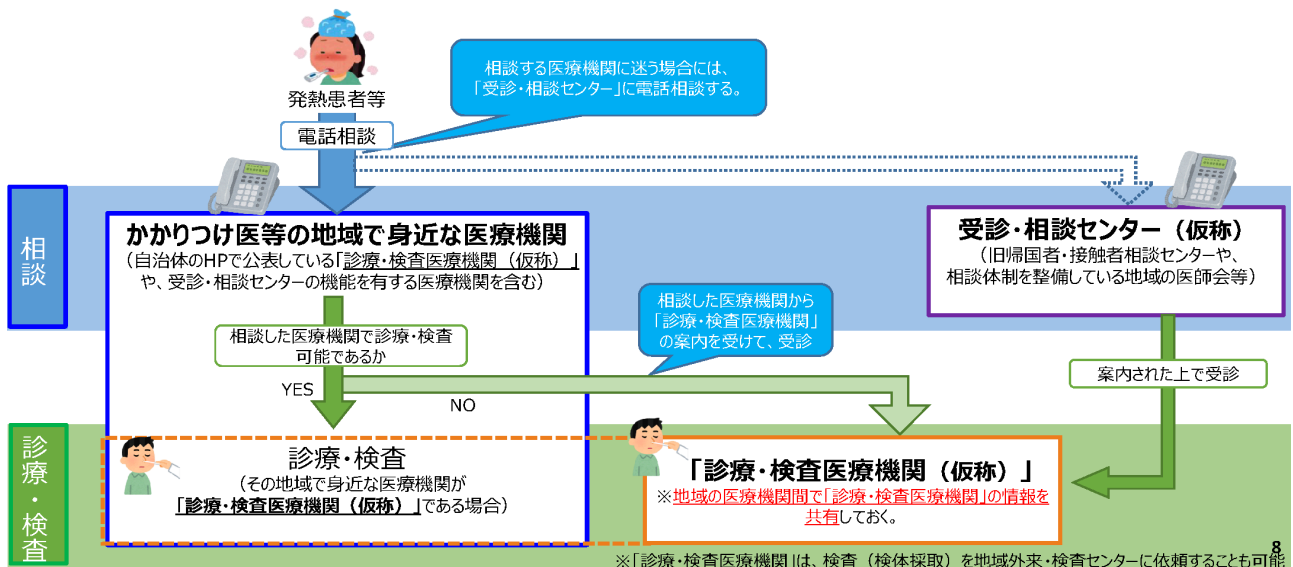 相談する医療機関に迷う場合には、
「受診・相談センター」に電話相談する。
発熱患者等
電話相談
相談
かかりつけ医等の地域で身近な医療機関
(自治体のHPで公表している「診療・検査医療機関（仮称）」
や、受診・相談センターの機能を有する医療機関を含む)
受診・相談センター（仮称）
（旧帰国者・接触者相談センターや、
相談体制を整備している地域の医師会等）
相談した医療機関から
「診療・検査医療機関」
の案内を受けて、受診
相談した医療機関で診療・検査
可能であるか
案内された上で受診
YES
NO
診療・検査
診療・検査
(その地域で身近な医療機関が
「診療・検査医療機関（仮称）」である場合)
「診療・検査医療機関（仮称）」
※地域の医療機関間で「診療・検査医療機関」の情報を
共有しておく。
※「診療・検査医療機関」は、検査（検体採取）を地域外来・検査センターに依頼することも可能
8